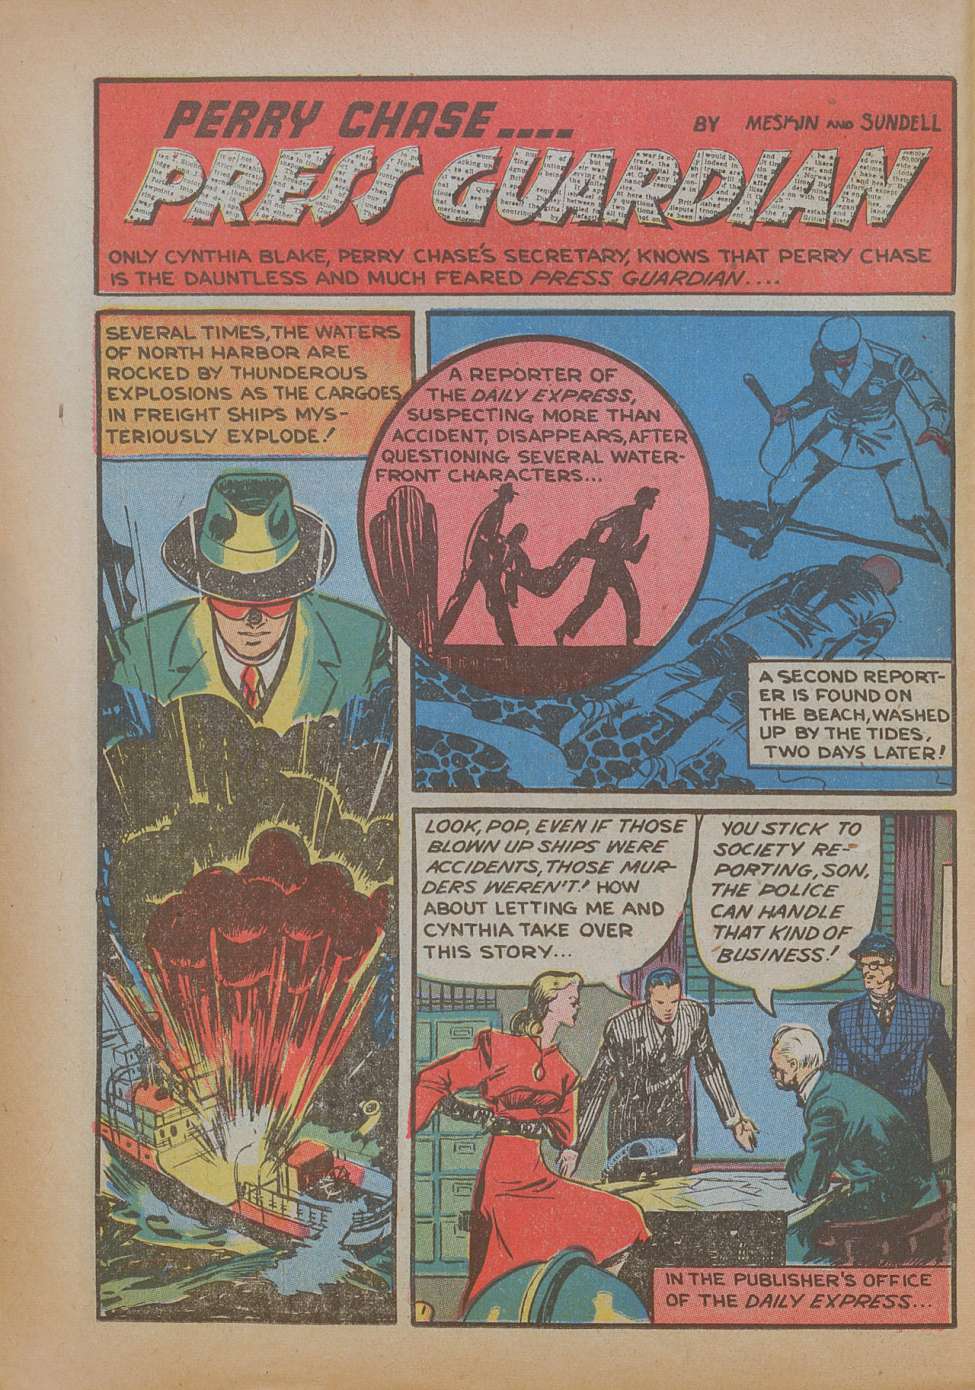 PERRY CHASE....
BY MESKIN AND SUNDELL
PRESS GUARDIAN
ONLY CYNTHIA BLAKE, PERRY CHASE'S SECRETARY, KNOWS THAT PERRY CHASE
IS THE DAUNTLESS AND MUCH FEARED PRESS GUARDIAN....
SEVERAL TIMES, THE WATERS
OF NORTH HARBOR ARE
ROCKED BY THUNDEROUS
EXPLOSIONS AS THE CARGOES
IN FREIGHT SHIPS MYS-
TERIOUSLY EXPLODE!
A REPORTER OF
THE DAILY EXPRESS,
SUSPECTING MORE THAN
ACCIDENT, DISAPPEARS, AFTER
QUESTIONING SEVERAL WATER-
FRONT CHARACTERS...
A SECOND REPORT-
ER IS FOUND ON
THE BEACH, WASHED
UP BY THE TIDES,
TWO DAYS LATER!
LOOK, POP, EVEN IF THOSE
BLOWN UP SHIPS WERE
ACCIDENTS, THOSE MUR-
DERS WEREN'T! HOW
ABOUT LETTING ME AND
CYNTHIA TAKE OVER
THIS STORY...
YOU STICK TO
SOCIETY RE-
PORTING, SON,
THE POLICE
CAN HANDLE
THAT KIND OF
BUSINESS!
IN THE PUBLISHER'S OFFICE
OF THE DAILY EXPRESS...